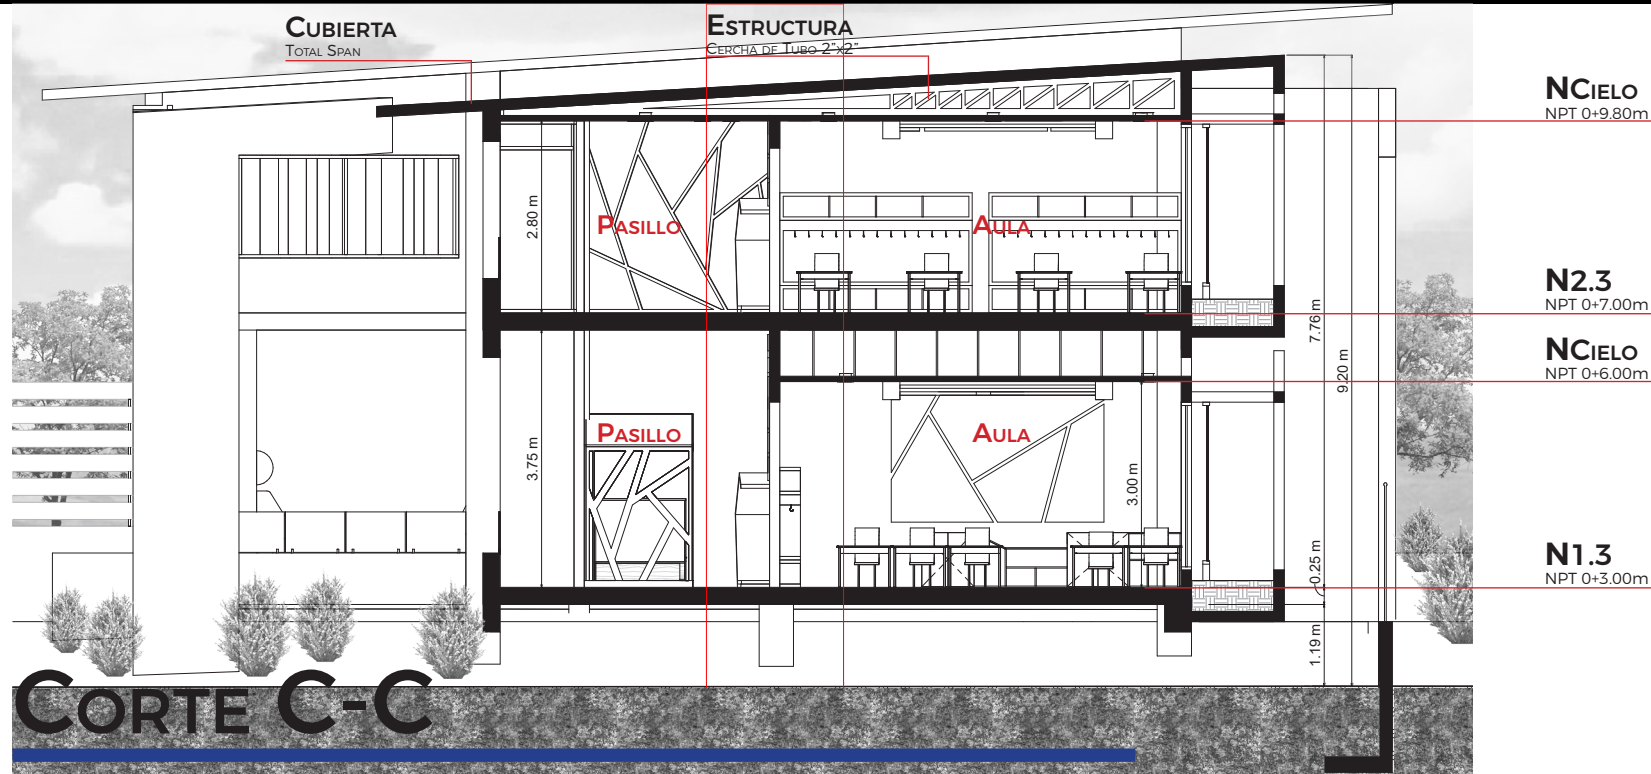 CUBIERTA
TOTAL SPAN
ESTRUCTURA
CERCHA DE TUBO 2"X2"
NCIELO
NPT 0+9.80m
2.80 m
PASILLO
AULA
N2.3
NPT 0+7.00m
7.76 m
9.20 m
NCIELO
NPT 0+6.00m
3.75 m
PASILLO
AULA
3.00 m
N1.3
NPT 0+3.00m
0.25 m
1.19 m
CORTE C-C